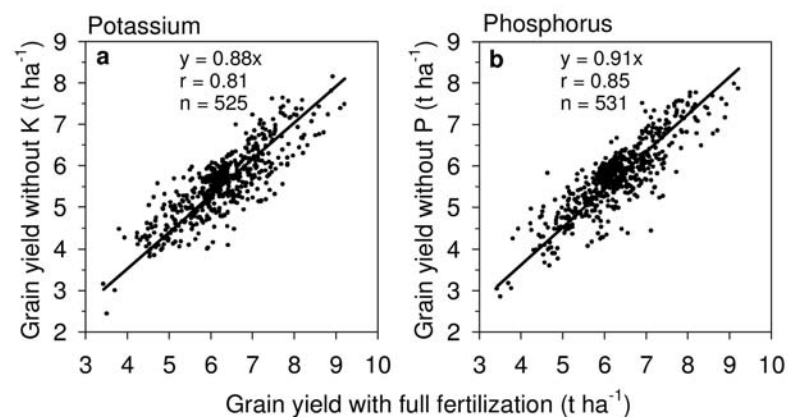 Potassium
a
y = 0.88x
r = 0.81
n = 525
Grain yield without K (t ha⁻¹)
9
8
7
6
5
4
3
2
3 4 5 6 7 8 9 10
Phosphorus
b
y = 0.91x
r = 0.85
n = 531
Grain yield without P (t ha⁻¹)
9
8
7
6
5
4
3
2
3 4 5 6 7 8 9 10
Grain yield with full fertilization (t ha⁻¹)